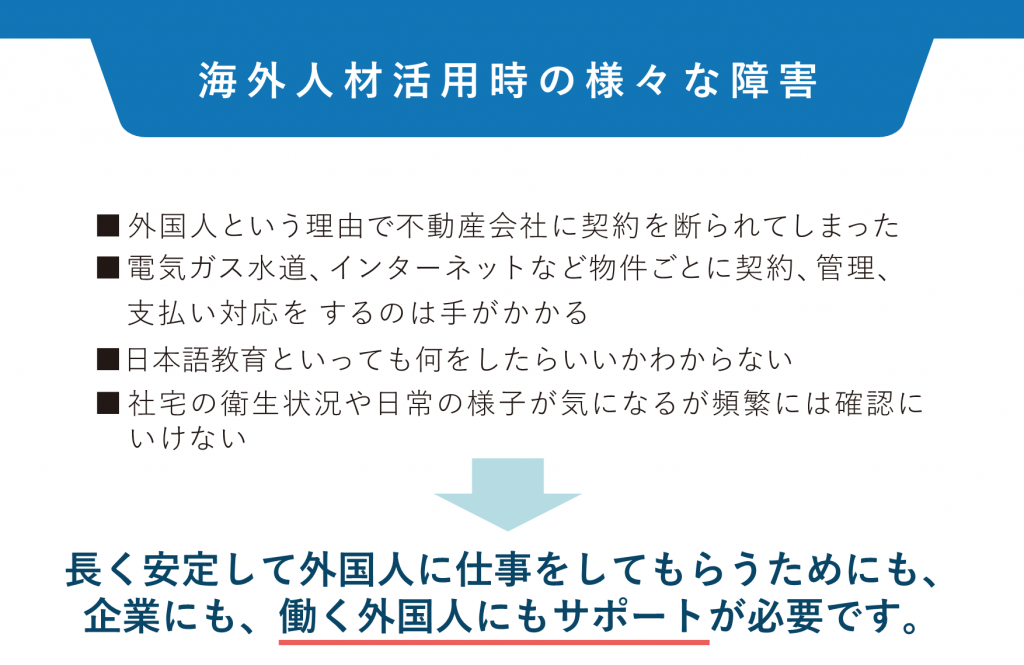 海外人材活用時の様々な障害
■外国人という理由で不動産会社に契約を断られてしまった
■電気ガス水道、インターネットなど物件ごとに契約、管理、
支払い対応を するのは手がかかる
■日本語教育といっても何をしたらいいかわからない
■社宅の衛生状況や日常の様子が気になるが頻繁には確認に
いけない
長く安定して外国人に仕事をしてもらうためにも、
企業にも、働く外国人にもサポートが必要です。